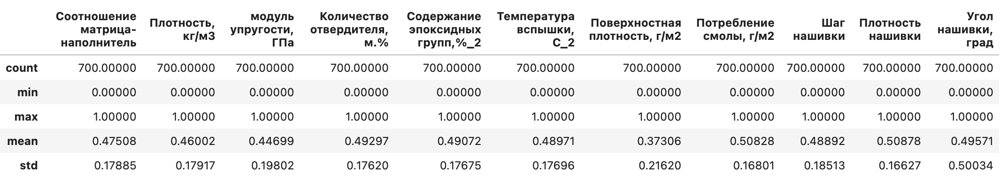 Соотношение матрица- наполнитель Плотность, кг/м3 модуль упругости, ГПа Количество отвердителя, м.% Содержание эпоксидных групп,%_2 Температура вспышки, С_2 Поверхностная плотность, г/м2 Потребление смолы, г/м2 Шаг нашивки Плотность нашивки Угол нашивки, град
count 700.00000 700.00000 700.00000 700.00000 700.00000 700.00000 700.00000 700.00000 700.00000 700.00000 700.00000
min 0.00000 0.00000 0.00000 0.00000 0.00000 0.00000 0.00000 0.00000 0.00000 0.00000 0.00000
max 1.00000 1.00000 1.00000 1.00000 1.00000 1.00000 1.00000 1.00000 1.00000 1.00000 1.00000
mean 0.47508 0.46002 0.44699 0.49297 0.49072 0.48971 0.37306 0.50828 0.48892 0.50878 0.49571
std 0.17885 0.17917 0.19802 0.17620 0.17675 0.17696 0.21620 0.16801 0.18513 0.16627 0.50034